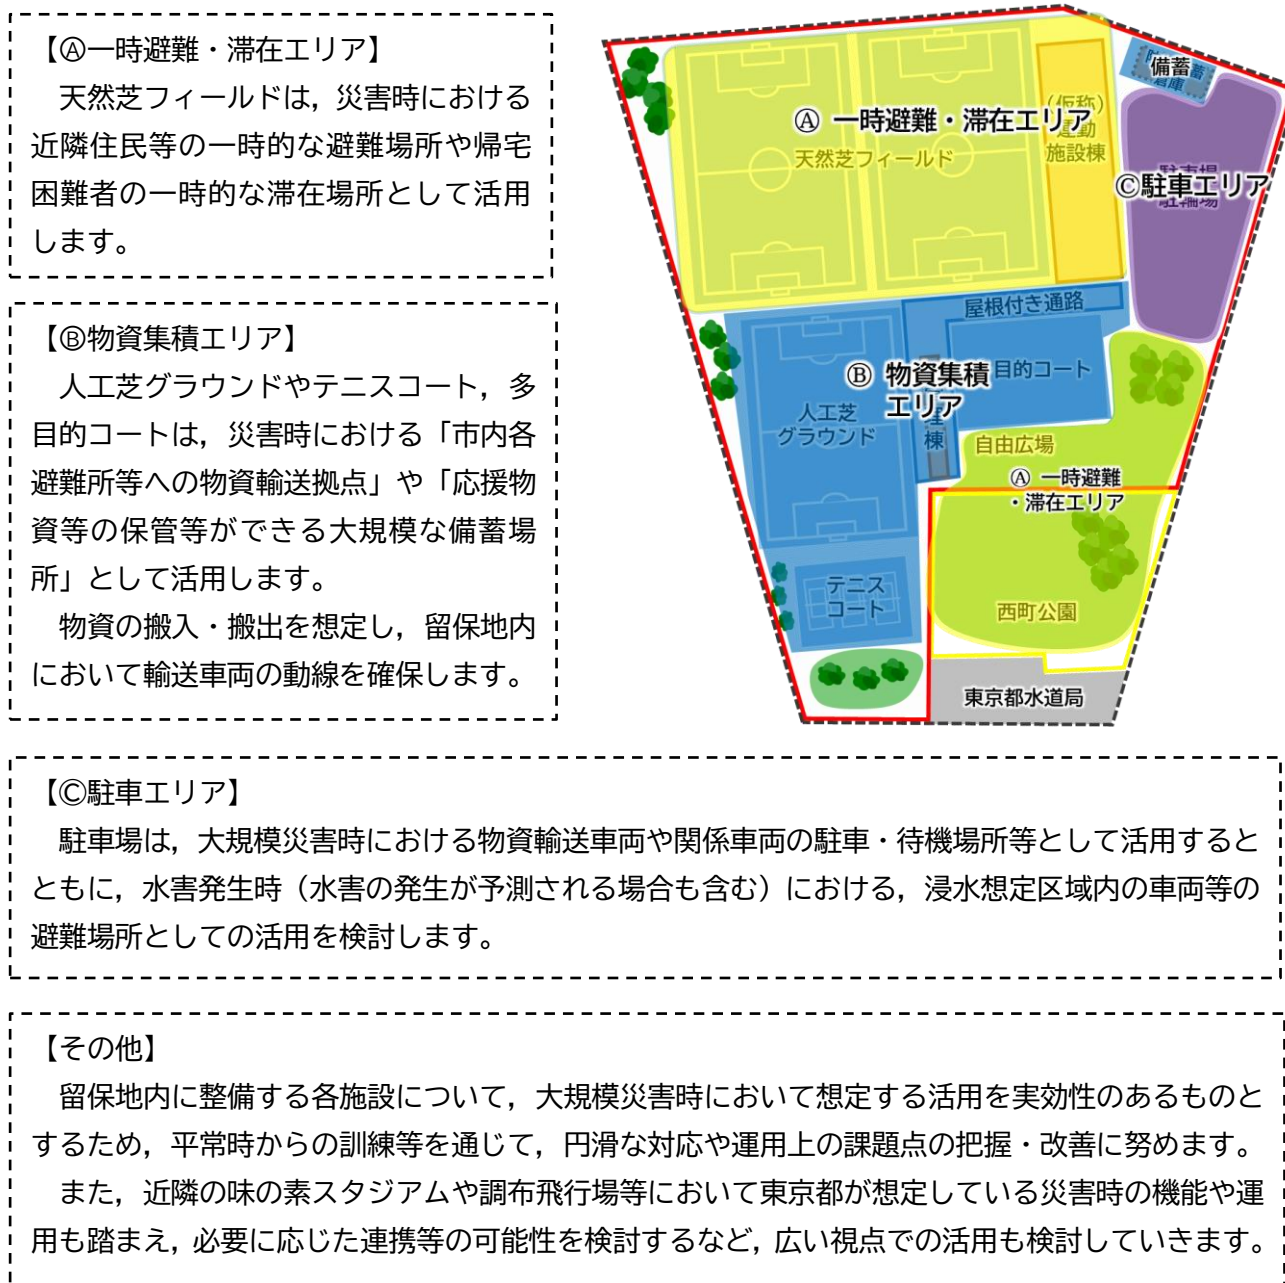 【Ⓐ一時避難・滞在エリア】
天然芝フィールドは，災害時における
近隣住民等の一時的な避難場所や帰宅
困難者の一時的な滞在場所として活用
します。
【Ⓑ物資集積エリア】
人工芝グラウンドやテニスコート，多
目的コートは，災害時における「市内各
避難所等への物資輸送拠点」や「応援物
資等の保管等ができる大規模な備蓄場
所」として活用します。
物資の搬入・搬出を想定し，留保地内
において輸送車両の動線を確保します。
備蓄
倉庫
Ⓐ 一時避難・滞在エリア
天然芝フィールド
(仮称)
運動
施設棟
Ⓒ駐車エリア
駐車場
駐輪場
屋根付き通路
Ⓑ 物資集積
エリア
目的コート
人工芝
グラウンド
棟
自由広場
Ⓐ 一時避難
・滞在エリア
テニス
コート
西町公園
東京都水道局
【Ⓒ駐車エリア】
駐車場は，大規模災害時における物資輸送車両や関係車両の駐車・待機場所等として活用すると
ともに，水害発生時（水害の発生が予測される場合も含む）における，浸水想定区域内の車両等の
避難場所としての活用を検討します。
【その他】
留保地内に整備する各施設について，大規模災害時において想定する活用を実効性のあるものと
するため，平常時からの訓練等を通じて，円滑な対応や運用上の課題点の把握・改善に努めます。
また，近隣の味の素スタジアムや調布飛行場等において東京都が想定している災害時の機能や運
用も踏まえ，必要に応じた連携等の可能性を検討するなど，広い視点での活用も検討していきます。